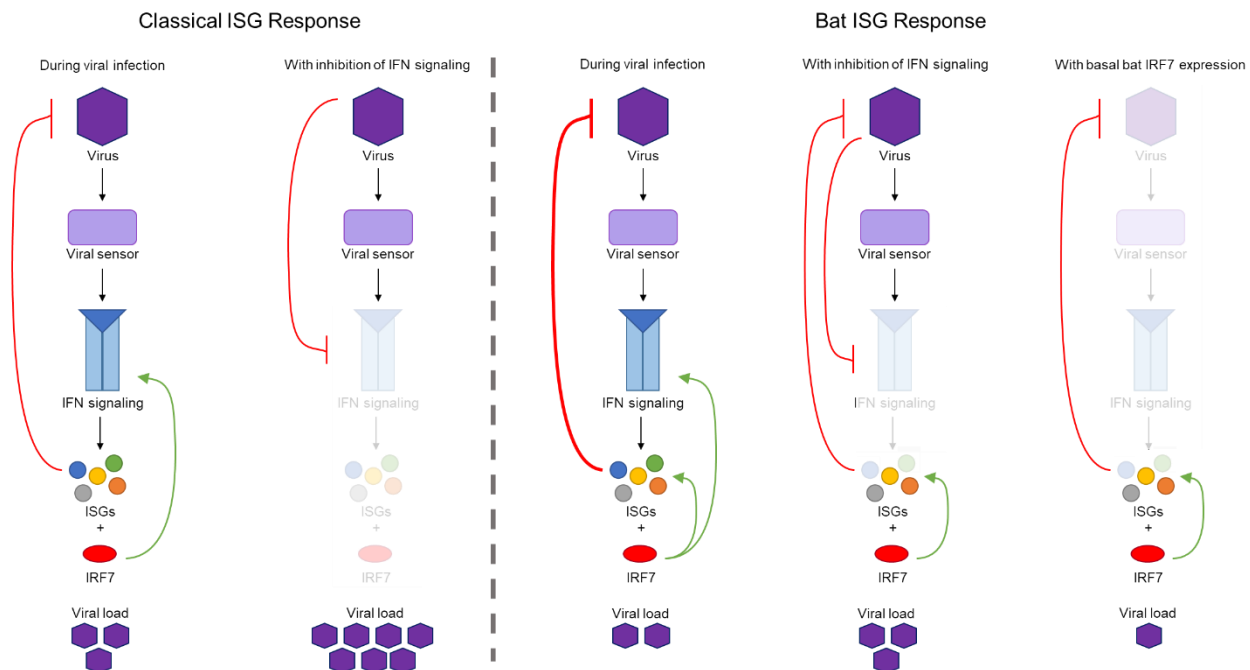 Classical ISG Response
Bat ISG Response
During viral infection
With inhibition of IFN signaling
During viral infection
With inhibition of IFN signaling
With basal bat IRF7 expression
Virus
Virus
Virus
Virus
Virus
Viral sensor
Viral sensor
Viral sensor
Viral sensor
Viral sensor
IFN signaling
IFN signaling
IFN signaling
IFN signaling
IFN signaling
ISGs
ISGs
ISGs
ISGs
ISGs
+
+
+
+
+
IRF7
IRF7
IRF7
IRF7
IRF7
Viral load
Viral load
Viral load
Viral load
Viral load